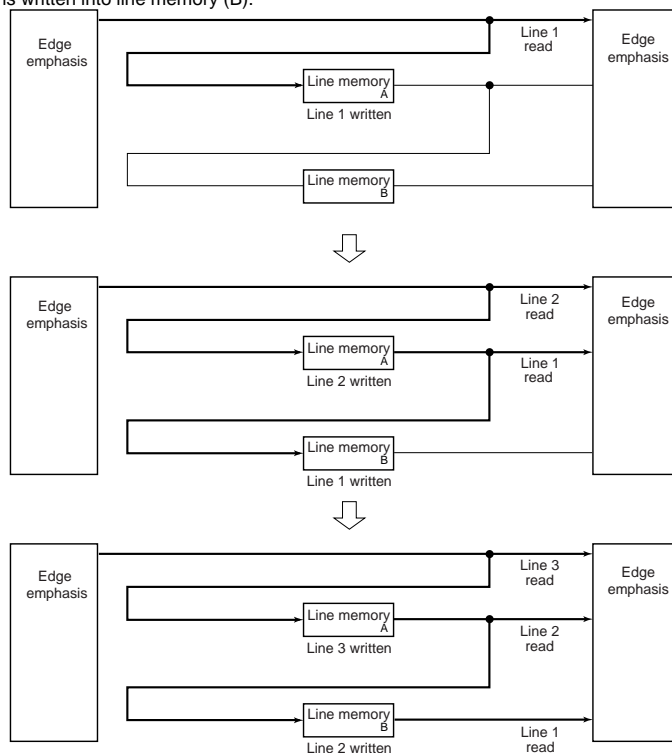 is written into line memory (B).
Edge
emphasis
Line 1
read
Edge
emphasis
Line memory
A
Line 1 written
Line memory
B
Edge
emphasis
Line 2
read
Edge
emphasis
Line memory
A
Line 2 written
Line 1
read
Line memory
B
Line 1 written
Edge
emphasis
Line 3
read
Edge
emphasis
Line memory
A
Line 3 written
Line 2
read
Line memory
B
Line 2 written
Line 1
read